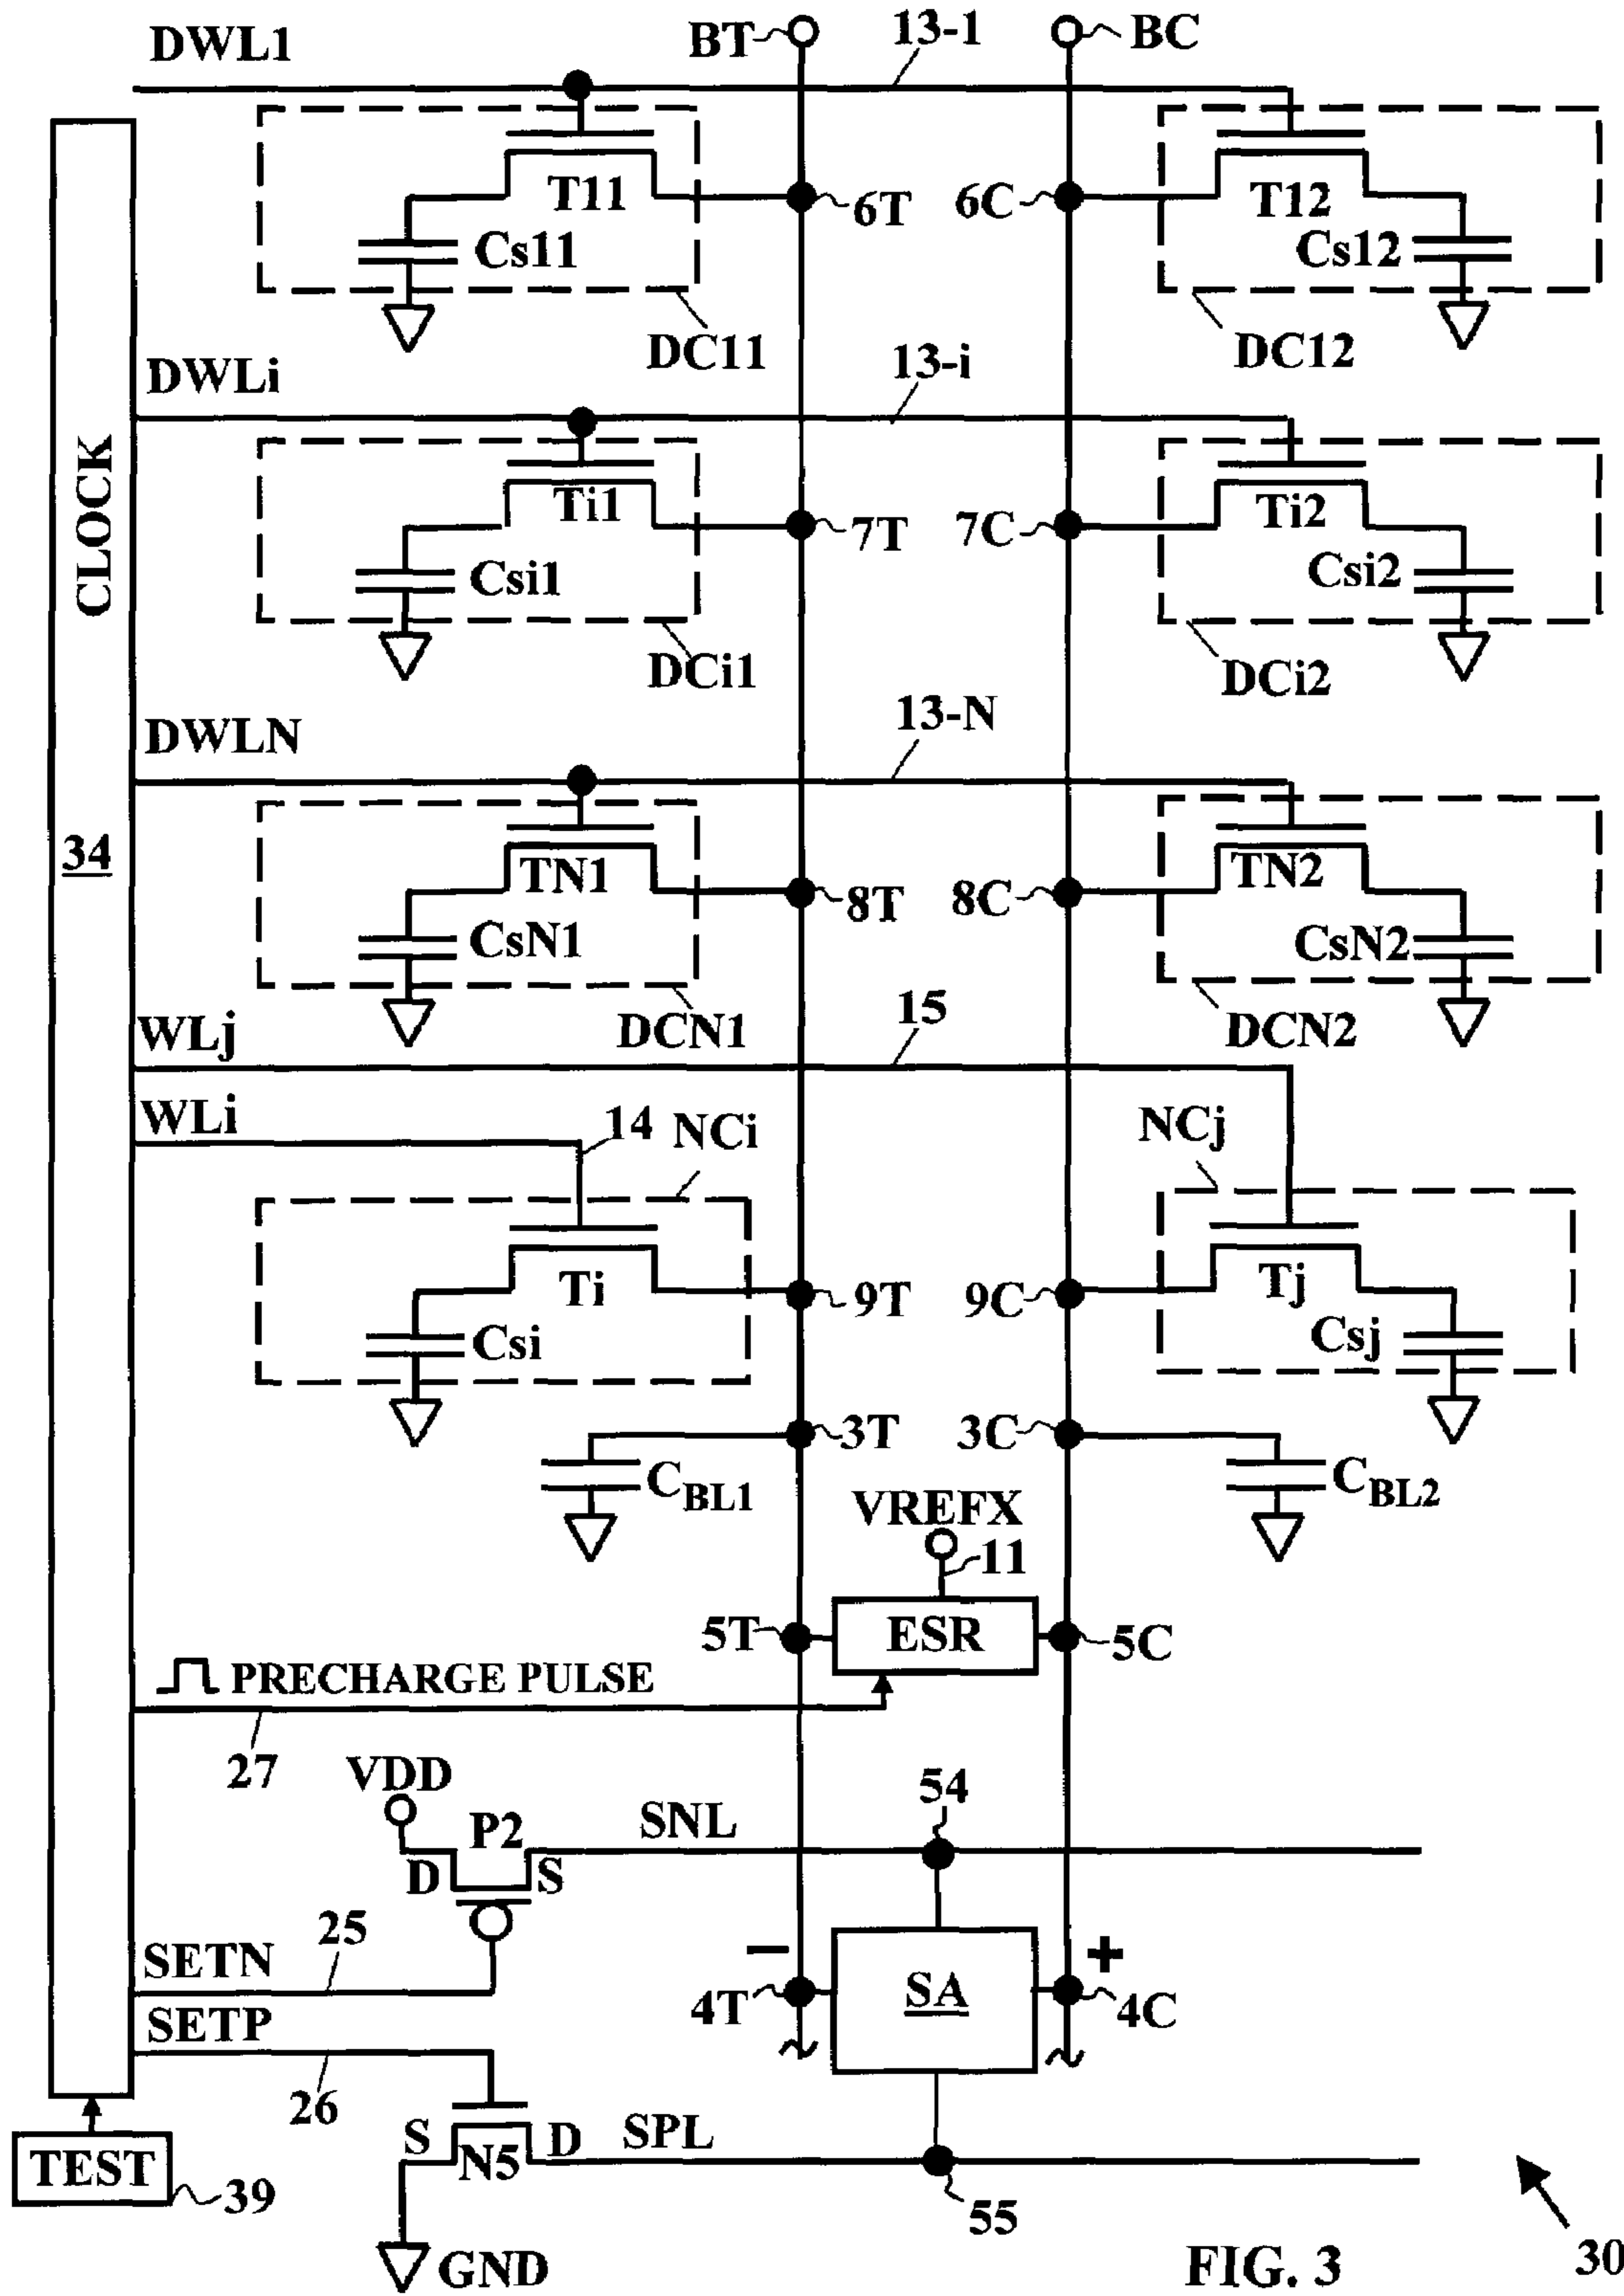 DWL1
BT
13-1
BC
T11
6T
6C
T12
Cs11
Cs12
DC11
DC12
DWLi
13-i
Ti1
7T
7C
Ti2
Csi1
Csi2
DCi1
DCi2
CLOCK
DWLN
13-N
34
TN1
8T
8C
TN2
CsN1
CsN2
DCN1
15
DCN2
WLj
WLi
14
NCi
NCj
Ti
9T
9C
Tj
Csi
Csj
3T
3C
CBL1
CBL2
VREFX
11
5T
ESR
5C
PRECHARGE PULSE
27
VDD
54
P2
SNL
D
S
25
SETN
−
+
SA
4T
4C
SETP
26
S
N5
D
SPL
TEST
39
55
GND
FIG. 3
30